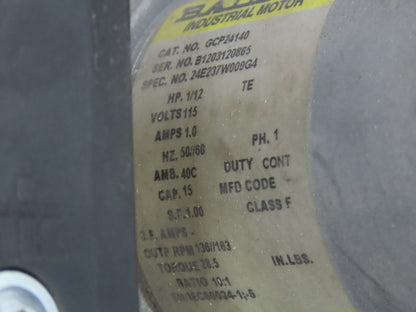 BAL
INDUSTRIAL MOTOR
CAT. NO. GCP24140
SER. NO. B1203120865
SPEC. NO. 24E237W009G4
HP. 1/12 TE
VOLTS 115
AMPS 1.0
HZ. 50//60 PH. 1
AMB. 40C DUTY CONT
CAP. 15 MFD CODE
S.F. 1.00 CLASS F
S.F. AMPS -
OUTP RPM 136//163
TORQUE 28.5 IN.LBS.
RATIO 10:1